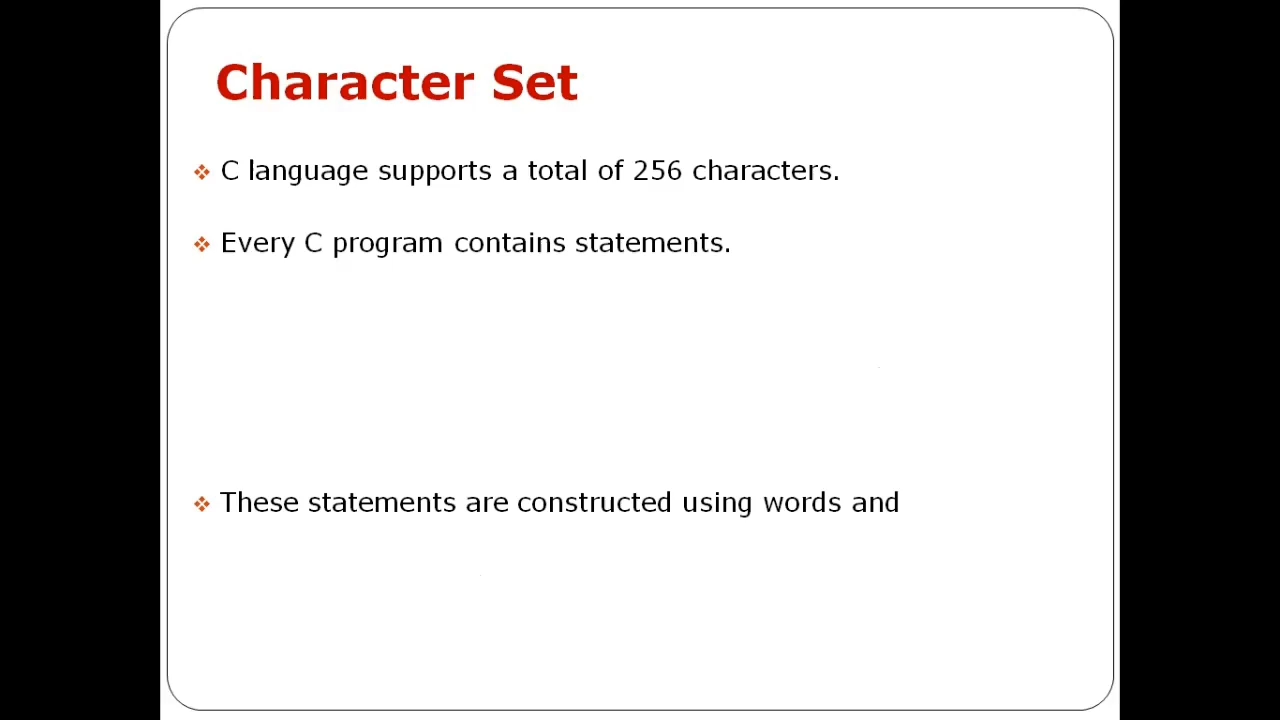 Character Set
C language supports a total of 256 characters.
Every C program contains statements.
These statements are constructed using words and